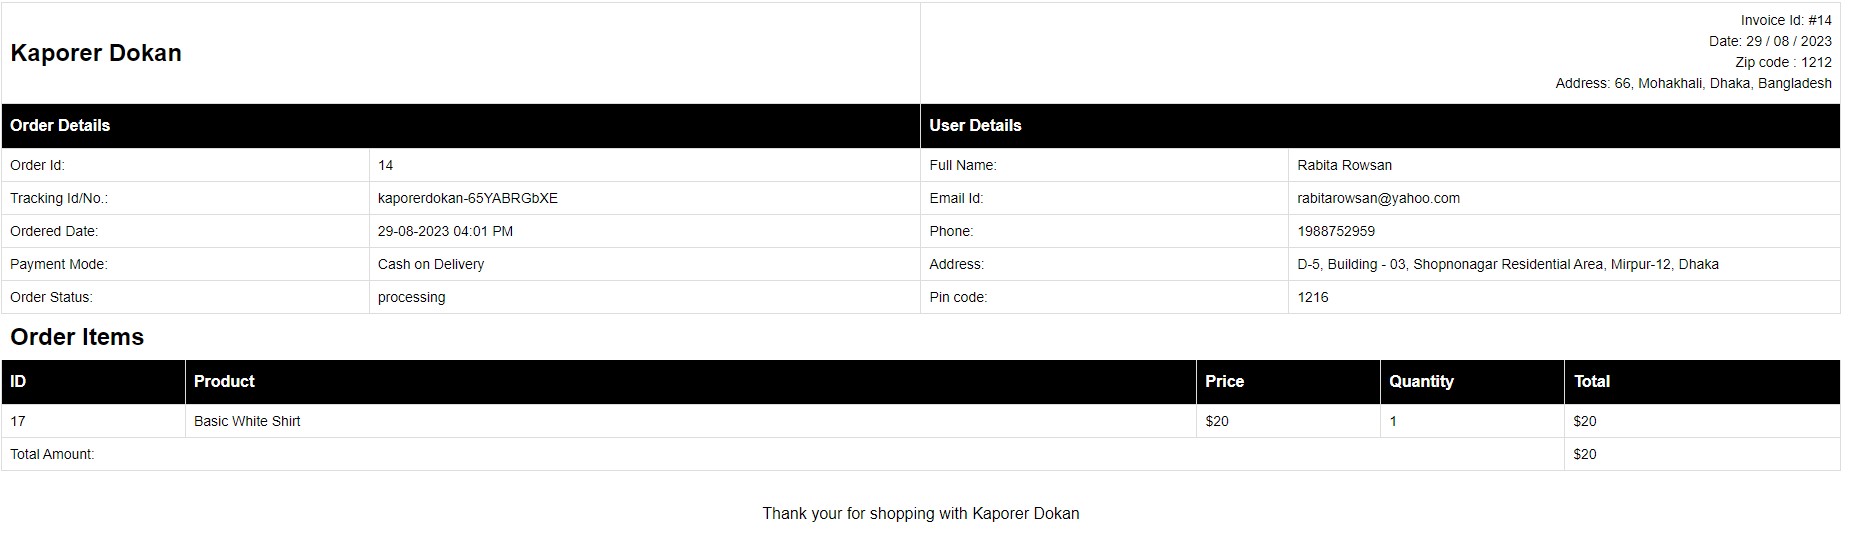 Kaporer Dokan
Invoice Id: #14
Date: 29 / 08 / 2023
Zip code : 1212
Address: 66, Mohakhali, Dhaka, Bangladesh
Order Details User Details
Order Id: 14 Full Name: Rabita Rowsan
Tracking Id/No.: kaporerdokan-65YABRGbXE Email Id: rabitarowsan@yahoo.com
Ordered Date: 29-08-2023 04:01 PM Phone: 1988752959
Payment Mode: Cash on Delivery Address: D-5, Building - 03, Shopnonagar Residential Area, Mirpur-12, Dhaka
Order Status: processing Pin code: 1216
Order Items
ID Product Price Quantity Total
17 Basic White Shirt $20 1 $20
Total Amount: $20
Thank your for shopping with Kaporer Dokan